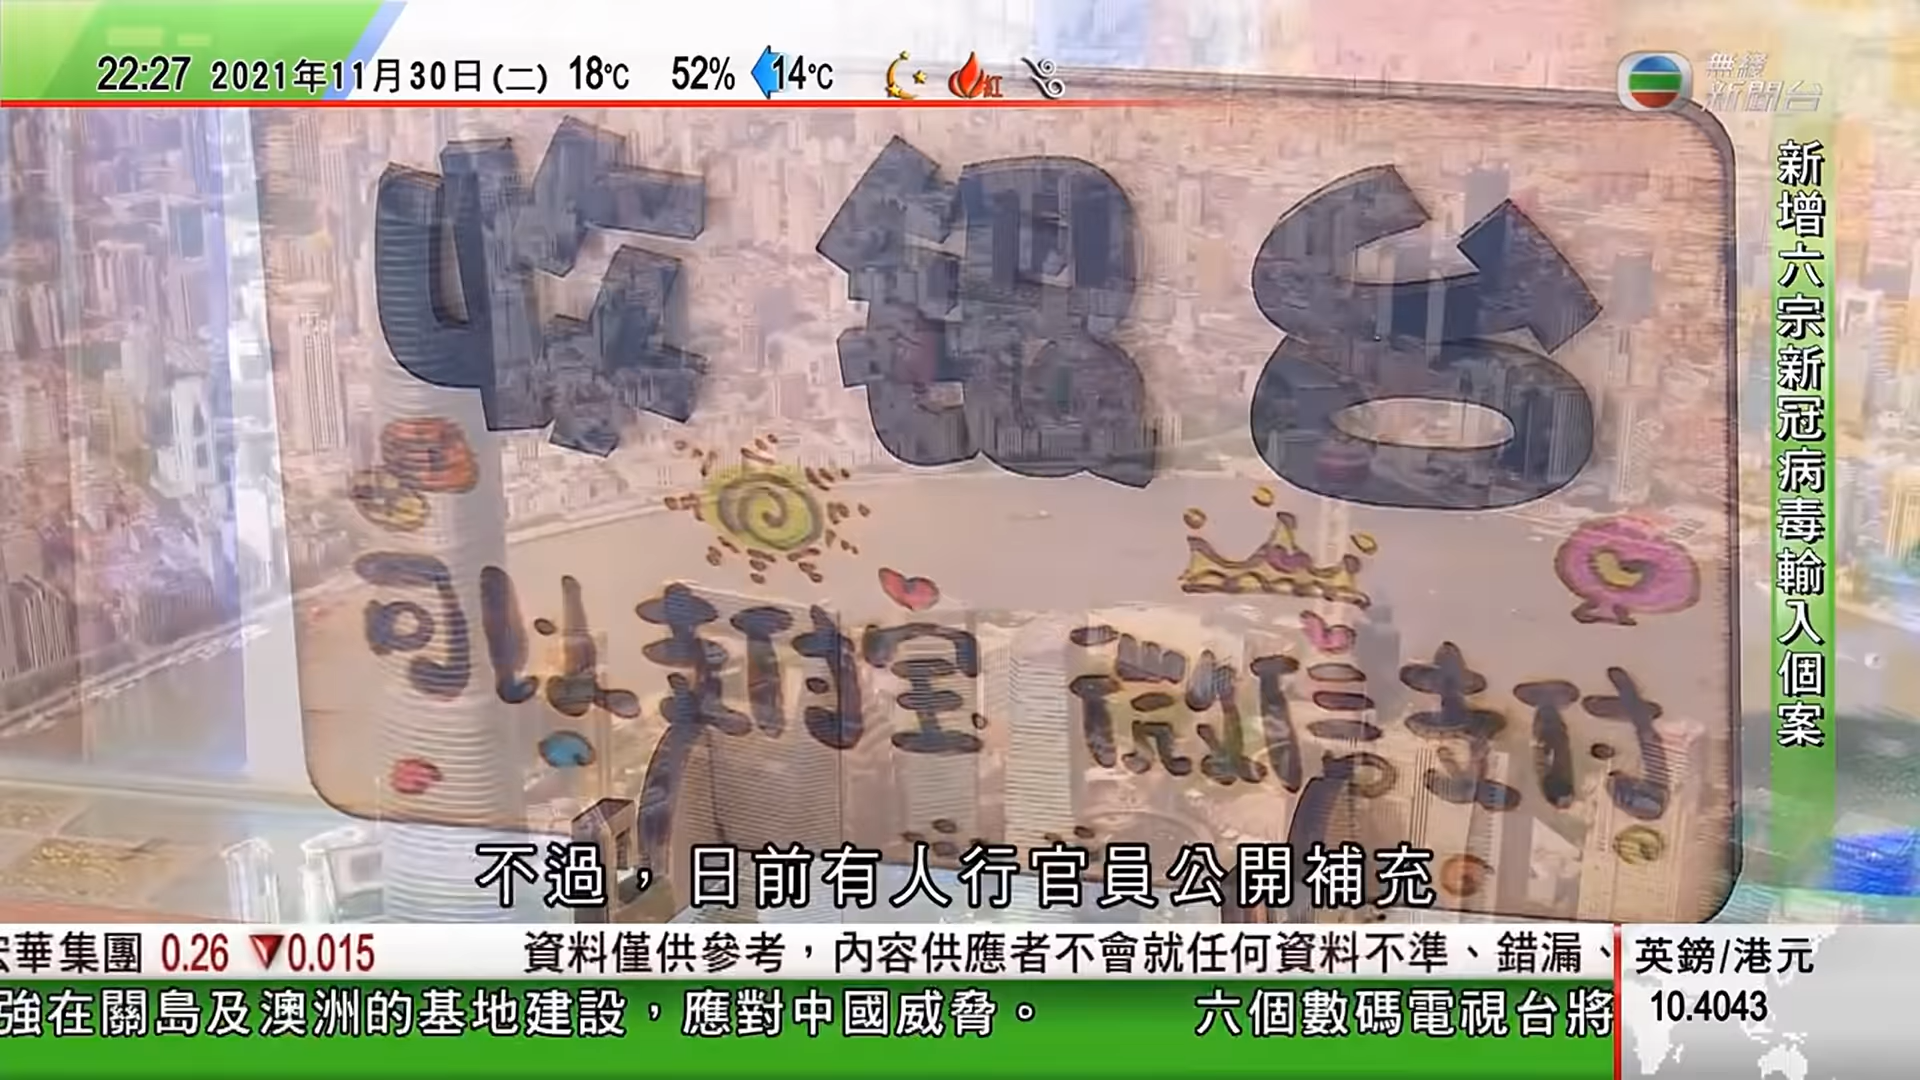 22:27 2021年11月30日(二) 18℃ 52% 14℃ 紅
無綫
新聞台
新增六宗新冠病毒輸入個案
收银台
可以支付宝 微信支付
不過，日前有人行官員公開補充
宏華集團 0.26 ▼0.015 資料僅供參考，內容供應者不會就任何資料不準、錯漏、
強在關島及澳洲的基地建設，應對中國威脅。 六個數碼電視台將
英鎊/港元
10.4043